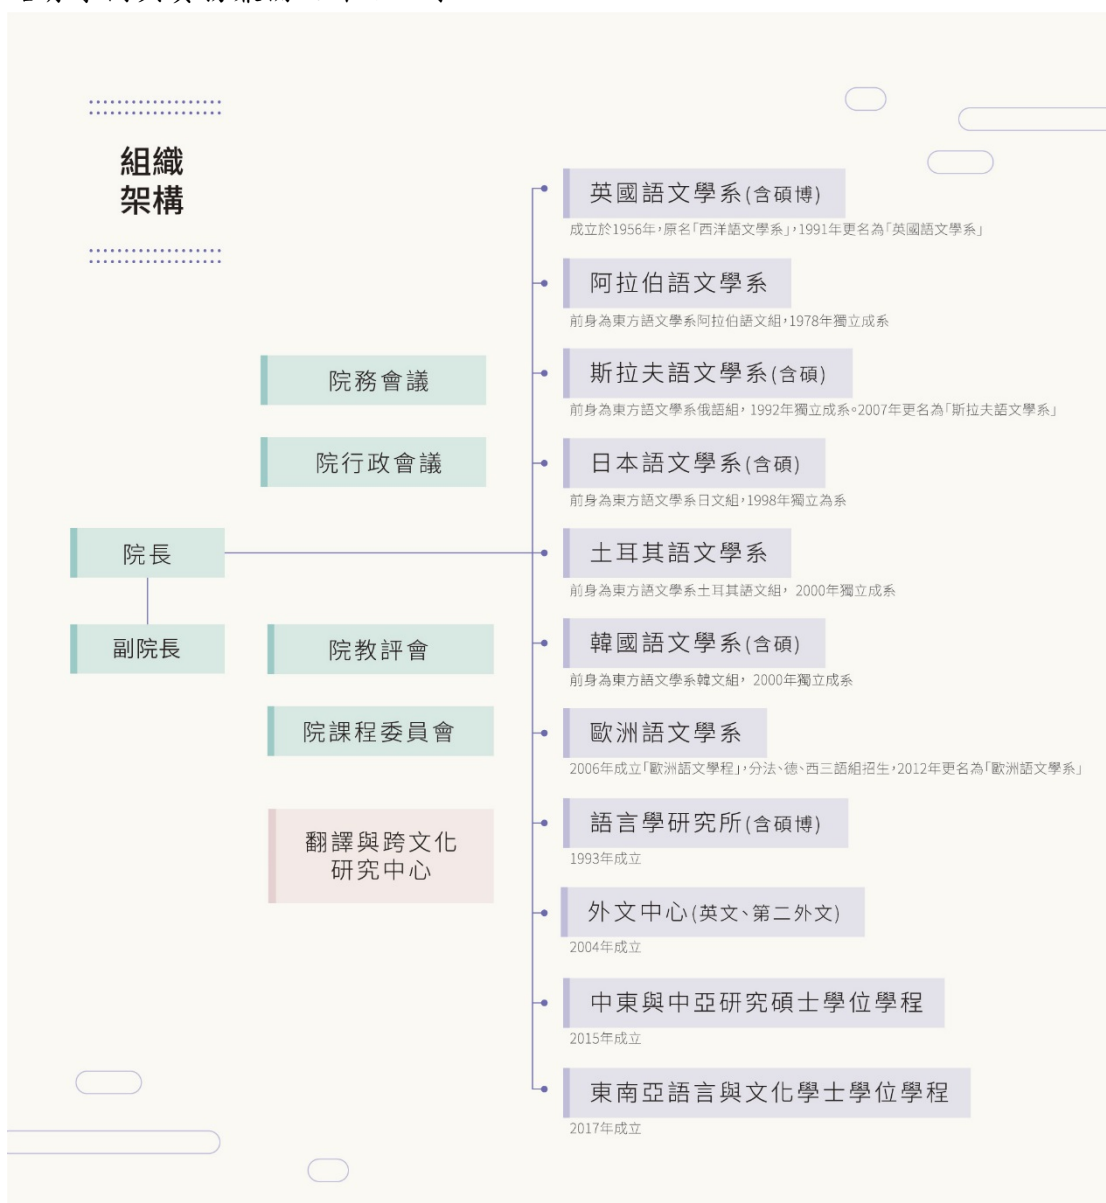 組織
架構
英國語文學系(含碩博)
成立於1956年,原名「西洋語文學系」,1991年更名為「英國語文學系」
阿拉伯語文學系
前身為東方語文學系阿拉伯語文組,1978年獨立成系
院務會議
斯拉夫語文學系(含碩)
前身為東方語文學系俄語組, 1992年獨立成系。2007年更名為「斯拉夫語文學系」
院行政會議
日本語文學系(含碩)
前身為東方語文學系日文組,1998年獨立為系
院長
土耳其語文學系
前身為東方語文學系土耳其語文組, 2000年獨立成系
副院長
院教評會
韓國語文學系(含碩)
前身為東方語文學系韓文組, 2000年獨立成系
院課程委員會
歐洲語文學系
2006年成立「歐洲語文學程」,分法、德、西三語組招生,2012年更名為「歐洲語文學系」
翻譯與跨文化
研究中心
語言學研究所(含碩博)
1993年成立
外文中心(英文、第二外文)
2004年成立
中東與中亞研究碩士學位學程
2015年成立
東南亞語言與文化學士學位學程
2017年成立